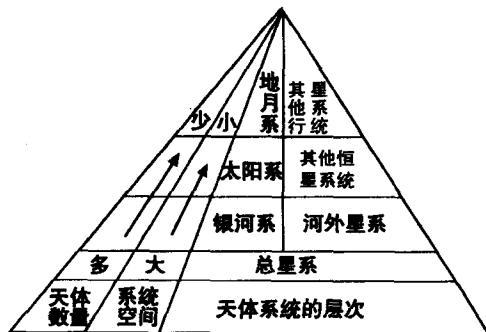 少 小
地月系
其他行
星系统
太阳系
其他恒
星系统
银河系
河外星系
多 大
总星系
天体
数量
系统
空间
天体系统的层次